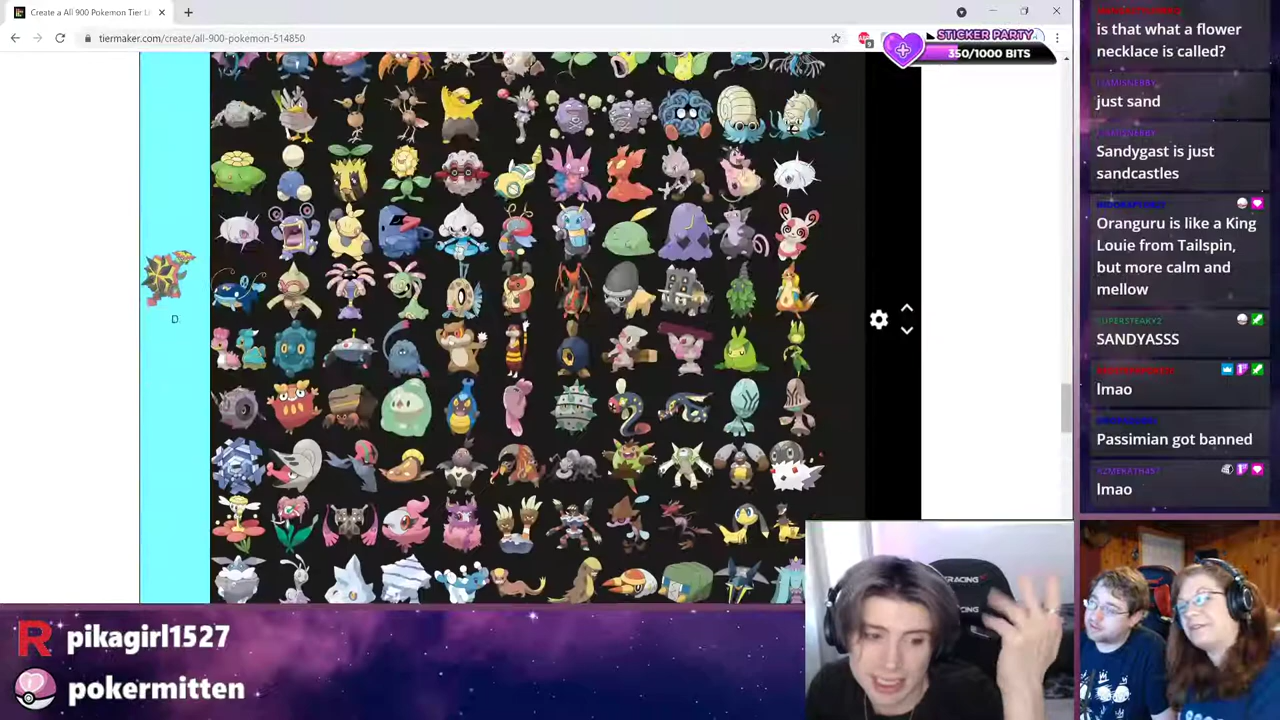 Create a All 900 Pokemon Tier Li
tiermaker.com/create/all-900-pokemon-514850
STICKER PARTY
350/1000 BITS
D
is that what a flower
necklace is called?
just sand
Sandygast is just
sandcastles
Oranguru is like a King
Louie from Tailspin,
but more calm and
mellow
SUPERSTEAKY2
SANDYASSS
lmao
Passimian got banned
lmao
RACING
R pikagirl1527
pokermitten